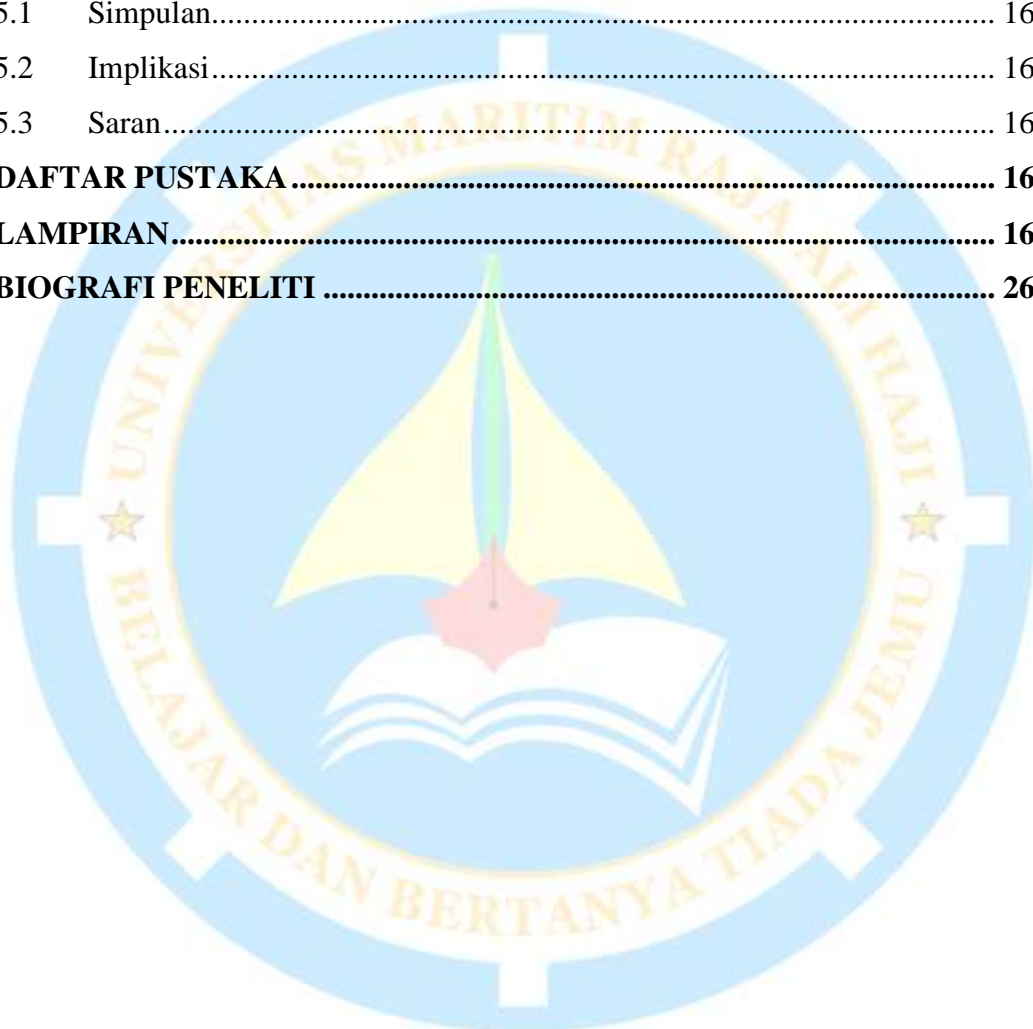 5.1 Simpulan........................................................................................... 16
5.2 Implikasi........................................................................................... 16
5.3 Saran................................................................................................ 16
DAFTAR PUSTAKA................................................................................ 16
LAMPIRAN............................................................................................ 16
BIOGRAFI PENELITI.............................................................................. 26
UNIVERSITAS MARITIM RAJA ALI HAJI
BELAJAR DAN BERTANYA TIADA JEMU